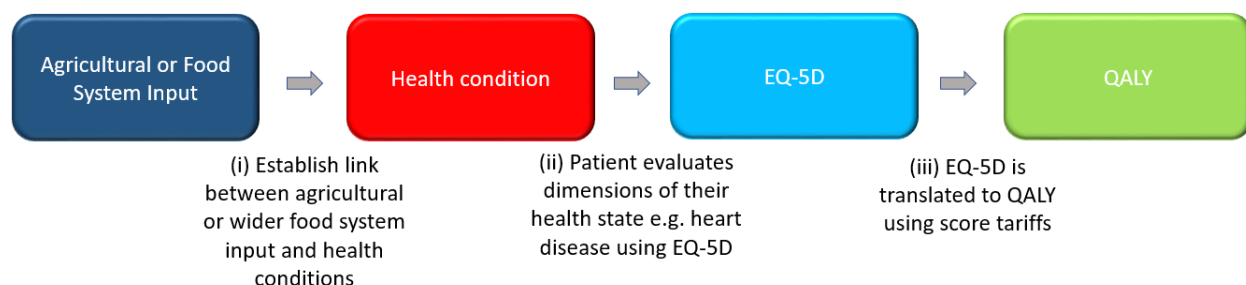 Agricultural or Food
System Input
Health condition
EQ-5D
QALY
(i) Establish link
between agricultural
or wider food system
input and health
conditions
(ii) Patient evaluates
dimensions of their
health state e.g. heart
disease using EQ-5D
(iii) EQ-5D is
translated to QALY
using score tariffs